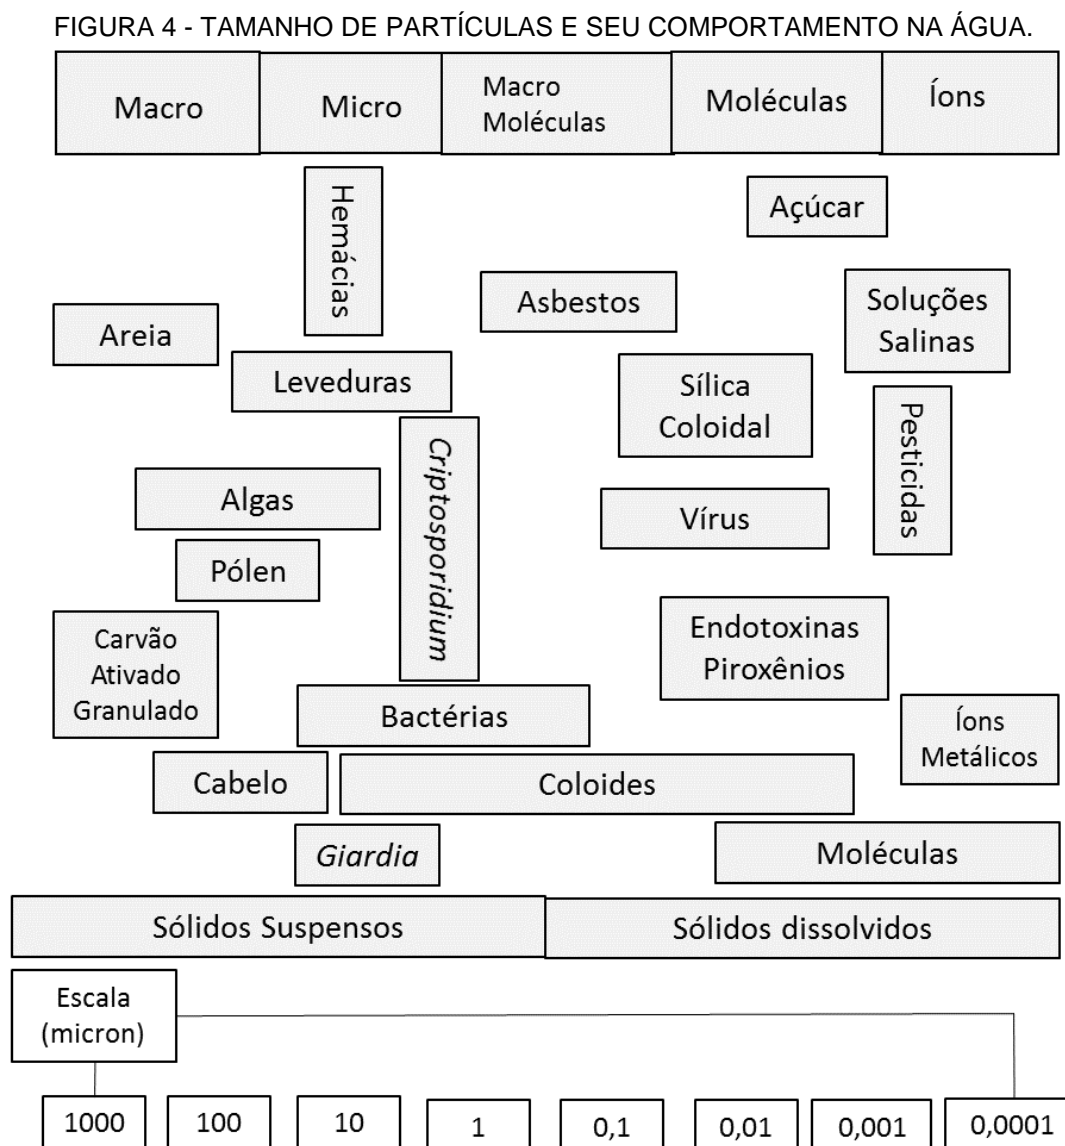 FIGURA 4 - TAMANHO DE PARTÍCULAS E SEU COMPORTAMENTO NA ÁGUA.
Macro
Micro
Macro
Moléculas
Moléculas
Íons
Hemácias
Açúcar
Areia
Asbestos
Soluções
Salinas
Leveduras
Sílica
Coloidal
Pesticidas
Criptosporidium
Algas
Vírus
Pólen
Carvão
Ativado
Granulado
Endotoxinas
Piroxênios
Bactérias
Íons
Metálicos
Cabelo
Coloides
Giardia
Moléculas
Sólidos Suspensos
Sólidos dissolvidos
Escala
(micron)
1000
100
10
1
0,1
0,01
0,001
0,0001